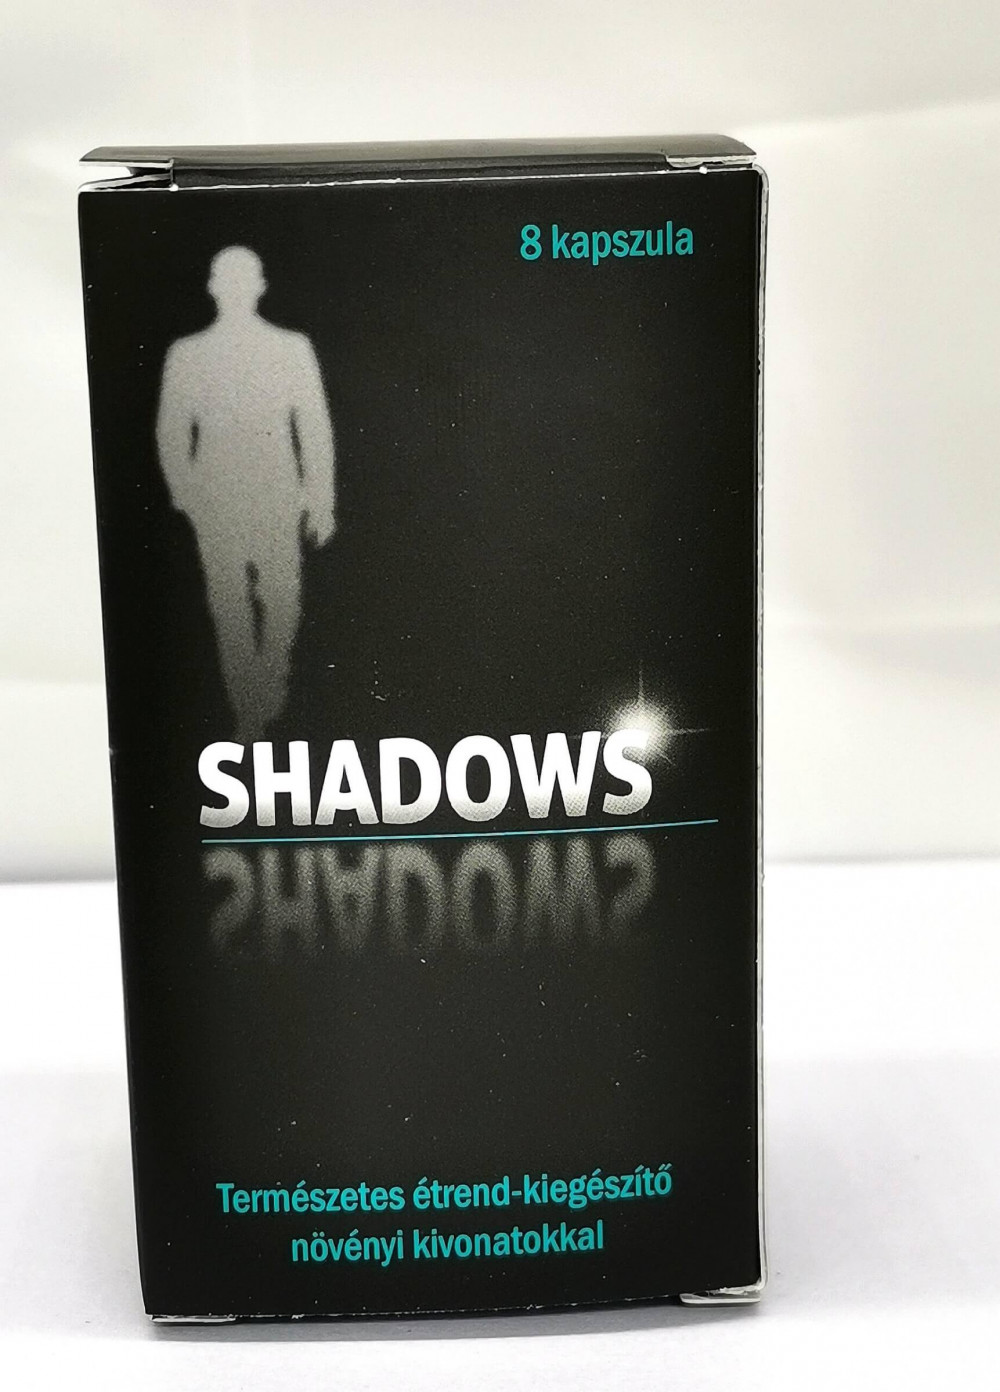 8 kapszula
SHADOWS
Természetes étrend-kiegészítő
növényi kivonatokkal